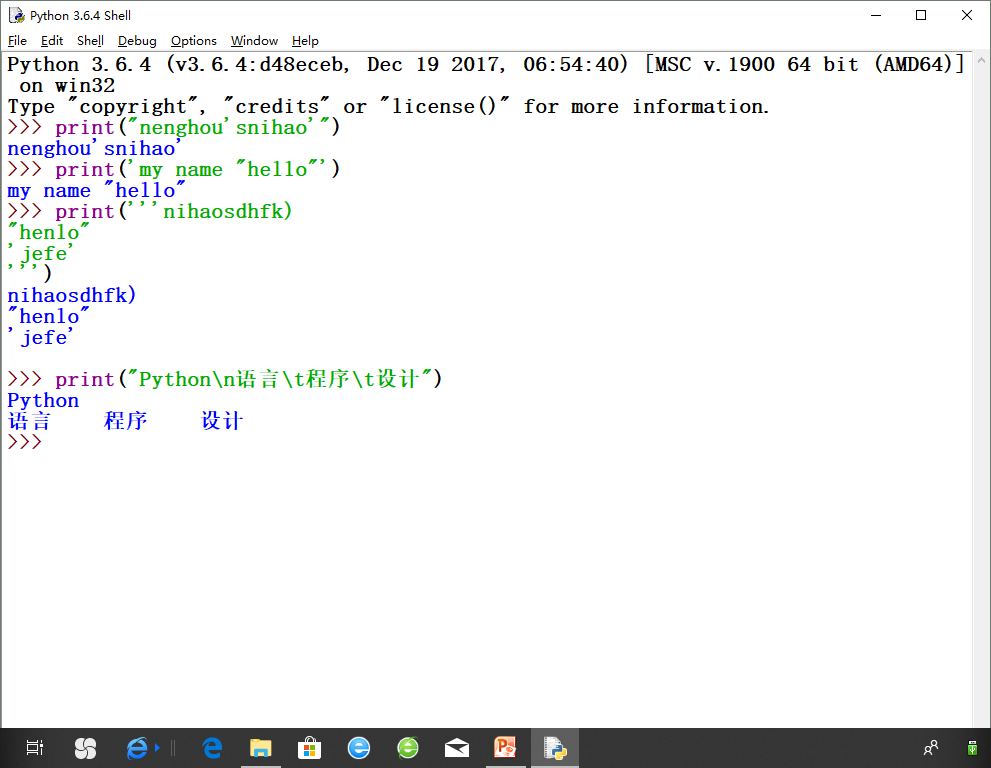 Python 3.6.4 Shell
File Edit Shell Debug Options Window Help
Python 3.6.4 (v3.6.4:d48eceb, Dec 19 2017, 06:54:40) [MSC v.1900 64 bit (AMD64)]
 on win32
Type "copyright", "credits" or "license()" for more information.
>>> print("nenghou'snihao'")
nenghou'snihao'
>>> print('my name "hello"')
my name "hello"
>>> print('''nihaosdhfk)
"henlo"
'jefe'
''')
nihaosdhfk)
"henlo"
'jefe'
>>> print("Python\n语言\t程序\t设计")
Python
语言	程序	设计
>>>